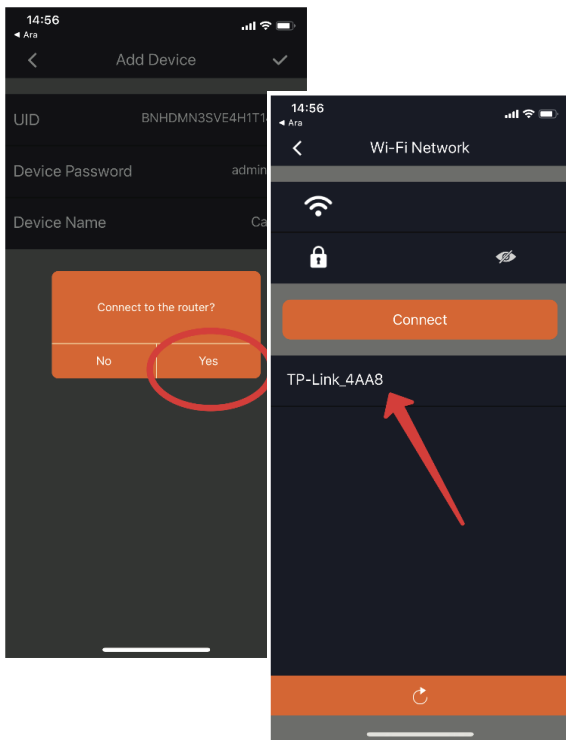 14:56
◄ Ara
Add Device
UID BNHDMN3SVE4H1T1
Device Password admin
Device Name Ca
Connect to the router?
No Yes
14:56
◄ Ara
Wi-Fi Network
Connect
TP-Link_4AA8